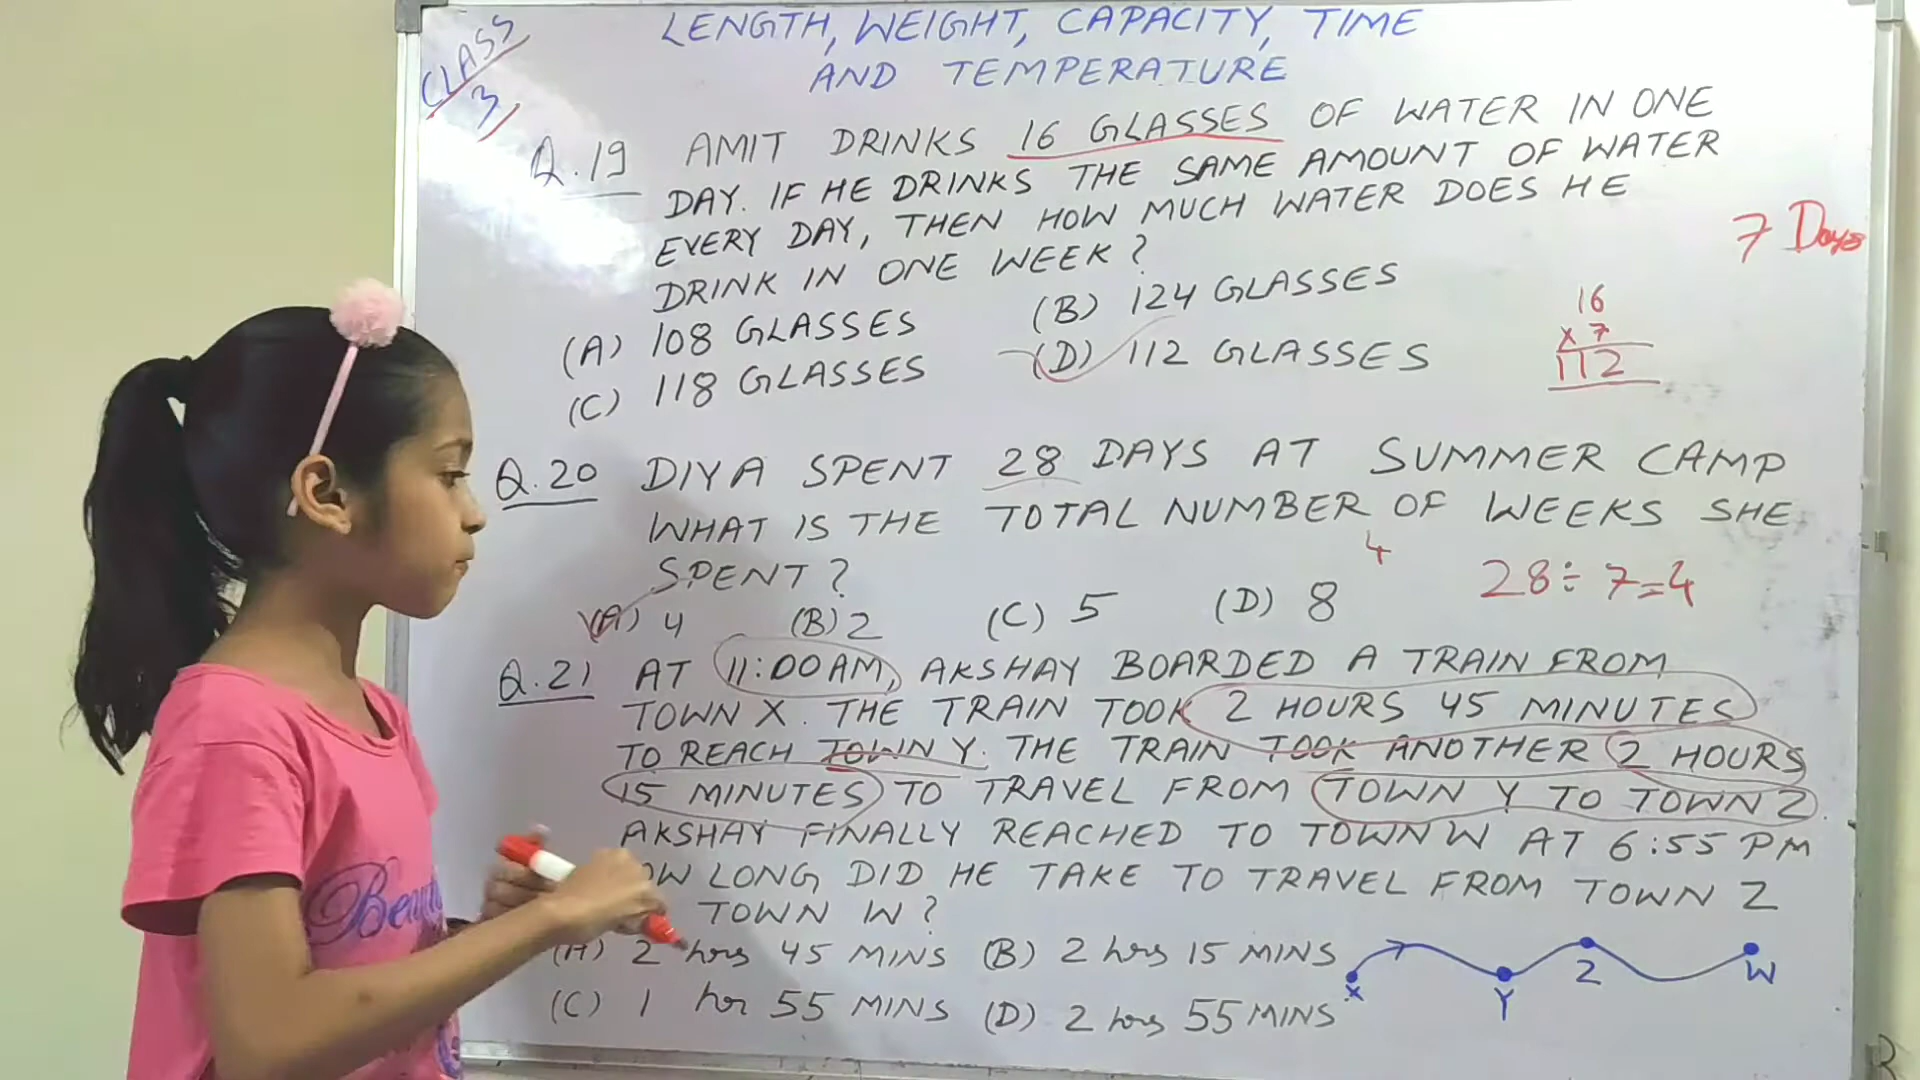 CLASS
3
LENGTH, WEIGHT, CAPACITY, TIME
AND TEMPERATURE
Q.19 AMIT DRINKS 16 GLASSES OF WATER IN ONE
DAY. IF HE DRINKS THE SAME AMOUNT OF WATER
EVERY DAY, THEN HOW MUCH WATER DOES HE
DRINK IN ONE WEEK?
7 Days
(A) 108 GLASSES (B) 124 GLASSES
(C) 118 GLASSES (D) 112 GLASSES
16
x 7
112
Q.20 DIYA SPENT 28 DAYS AT SUMMER CAMP
WHAT IS THE TOTAL NUMBER OF WEEKS SHE
SPENT?
4
28÷7=4
(A) 4 (B) 2 (C) 5 (D) 8
Q.21 AT 11:00AM, AKSHAY BOARDED A TRAIN FROM
TOWN X. THE TRAIN TOOK 2 HOURS 45 MINUTES
TO REACH TOWN Y. THE TRAIN TOOK ANOTHER 2 HOURS
15 MINUTES TO TRAVEL FROM TOWN Y TO TOWN Z.
AKSHAY FINALLY REACHED TO TOWN W AT 6:55 PM
OW LONG DID HE TAKE TO TRAVEL FROM TOWN Z
TOWN W?
(A) 2 hrs 45 MINS (B) 2 hrs 15 MINS
(C) 1 hr 55 MINS (D) 2 hrs 55 MINS
X Y Z W